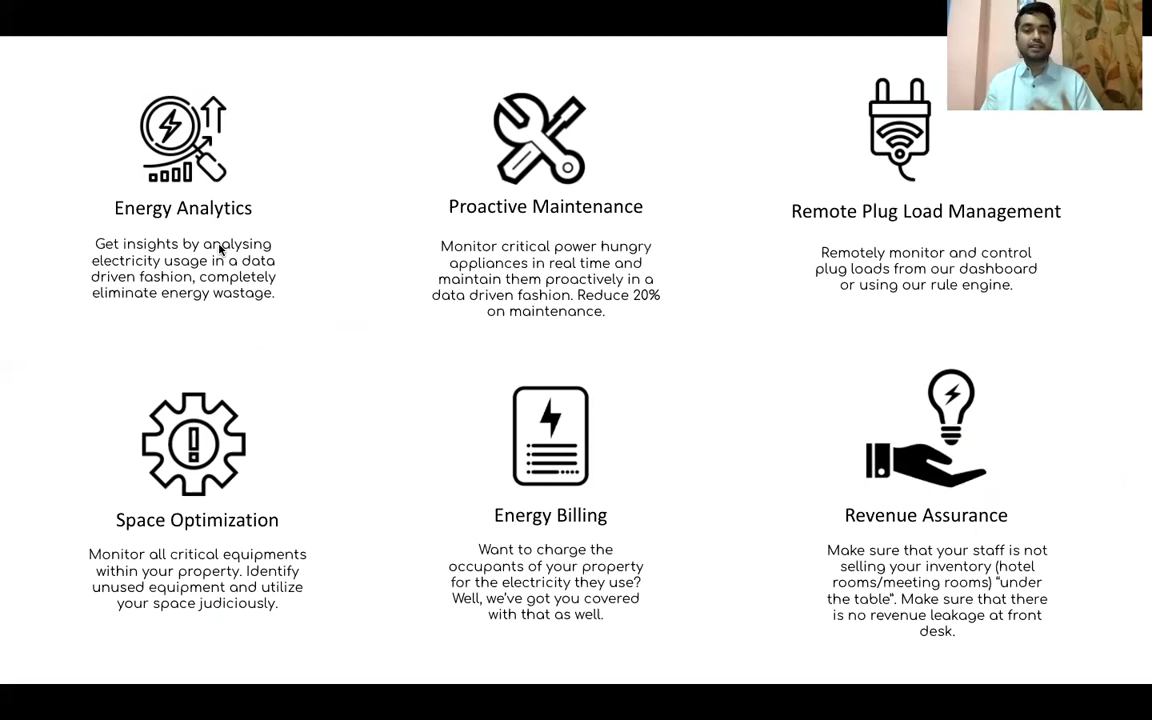 Energy Analytics
Get insights by analysing
electricity usage in a data
driven fashion, completely
eliminate energy wastage.
Proactive Maintenance
Monitor critical power hungry
appliances in real time and
maintain them proactively in a
data driven fashion. Reduce 20%
on maintenance.
Remote Plug Load Management
Remotely monitor and control
plug loads from our dashboard
or using our rule engine.
Space Optimization
Monitor all critical equipments
within your property. Identify
unused equipment and utilize
your space judiciously.
Energy Billing
Want to charge the
occupants of your property
for the electricity they use?
Well, we've got you covered
with that as well.
Revenue Assurance
Make sure that your staff is not
selling your inventory (hotel
rooms/meeting rooms) "under
the table". Make sure that there
is no revenue leakage at front
desk.